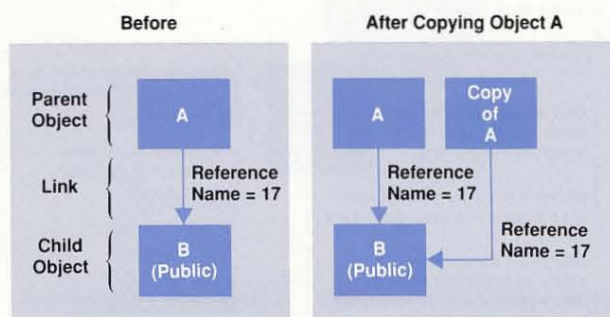 Before
Parent
Object
A
Link
Reference
Name = 17
Child
Object
B
(Public)
After Copying Object A
A
Copy
of
A
Reference
Name = 17
Reference
Name = 17
B
(Public)